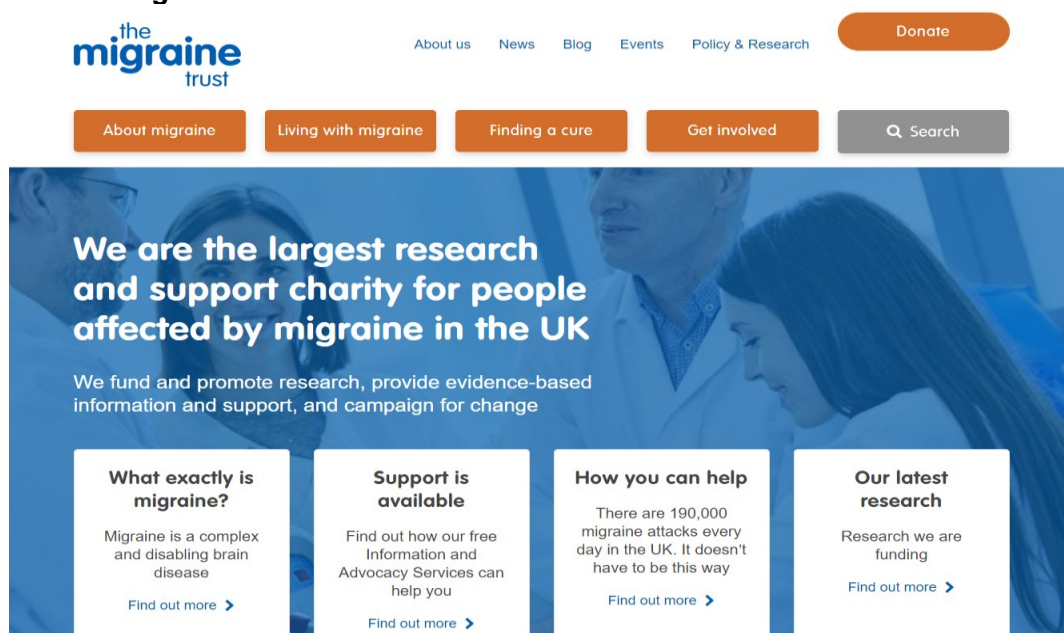 the
migraine
trust
About us News Blog Events Policy & Research
Donate
About migraine
Living with migraine
Finding a cure
Get involved
Search
We are the largest research
and support charity for people
affected by migraine in the UK
We fund and promote research, provide evidence-based
information and support, and campaign for change
What exactly is
migraine?
Migraine is a complex
and disabling brain
disease
Find out more
Support is
available
Find out how our free
Information and
Advocacy Services can
help you
Find out more
How you can help
There are 190,000
migraine attacks every
day in the UK. It doesn't
have to be this way
Find out more
Our latest
research
Research we are
funding
Find out more